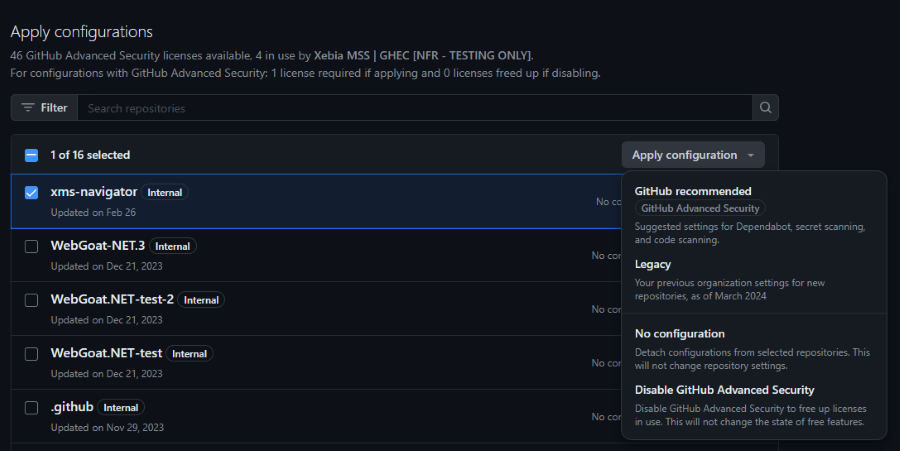 Apply configurations
46 GitHub Advanced Security licenses available, 4 in use by Xebia MSS | GHEC [NFR - TESTING ONLY].
For configurations with GitHub Advanced Security: 1 license required if applying and 0 licenses freed up if disabling.
Filter
Search repositories
1 of 16 selected
Apply configuration
xms-navigator Internal
Updated on Feb 26
No co
WebGoat-NET.3 Internal
Updated on Dec 21, 2023
No con
WebGoat.NET-test-2 Internal
Updated on Dec 21, 2023
No con
WebGoat.NET-test Internal
Updated on Dec 21, 2023
No con
.github Internal
Updated on Nov 29, 2023
No con
GitHub recommended
GitHub Advanced Security
Suggested settings for Dependabot, secret scanning,
and code scanning.
Legacy
Your previous organization settings for new
repositories, as of March 2024
No configuration
Detach configurations from selected repositories. This
will not change repository settings.
Disable GitHub Advanced Security
Disable GitHub Advanced Security to free up licenses
in use. This will not change the state of free features.